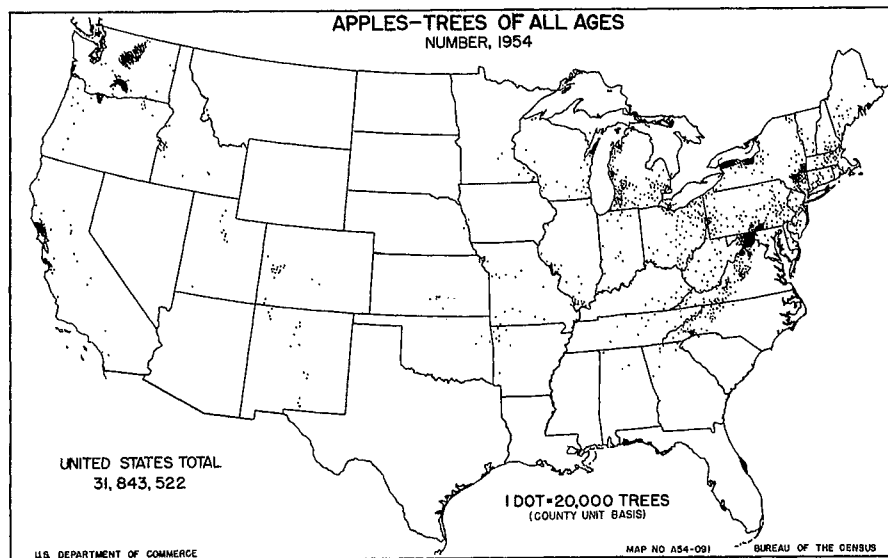 APPLES-TREES OF ALL AGES
NUMBER, 1954
UNITED STATES TOTAL
31, 843, 522
1 DOT=20,000 TREES
(COUNTY UNIT BASIS)
U.S. DEPARTMENT OF COMMERCE
MAP NO A54-091
BUREAU OF THE CENSUS